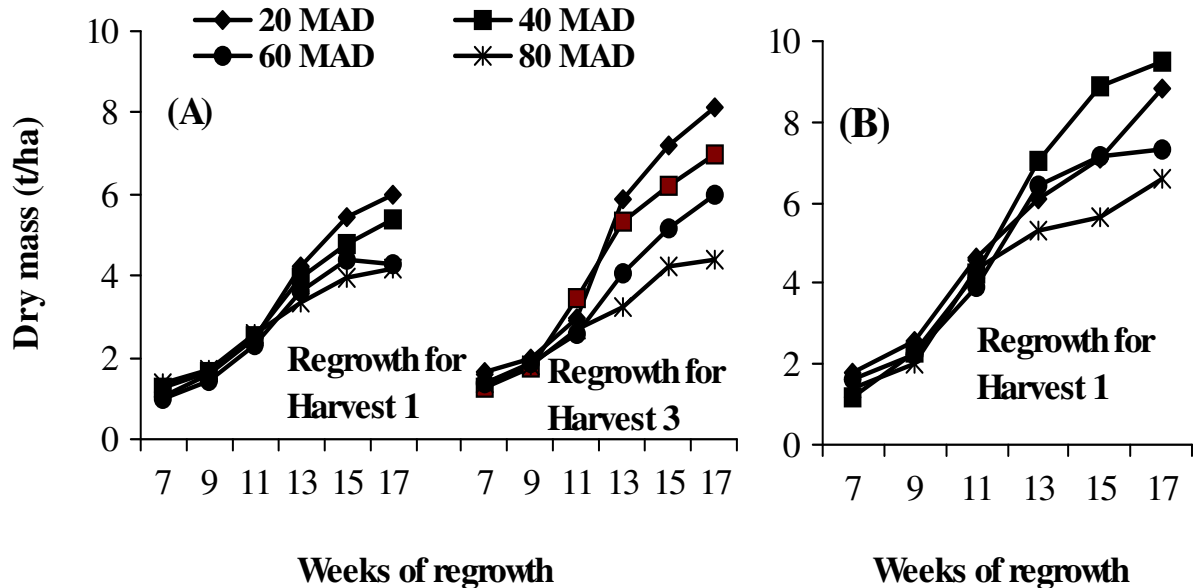 20 MAD 40 MAD
60 MAD 80 MAD
Dry mass (t/ha)
10
8
6
4
2
0
(A)
Regrowth for
Harvest 1
Regrowth for
Harvest 3
7 9 11 13 15 17 7 9 11 13 15 17
Weeks of regrowth
10
8
6
4
2
0
(B)
Regrowth for
Harvest 1
7 9 11 13 15 17
Weeks of regrowth